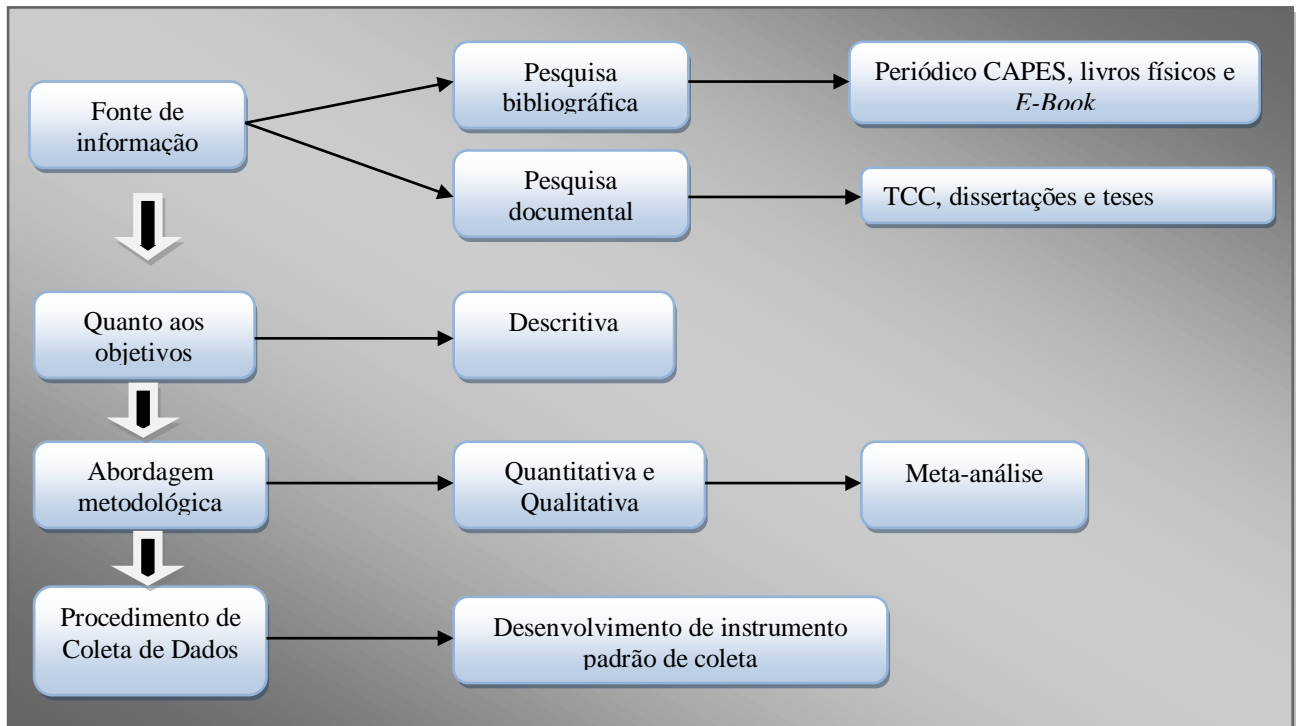 Fonte de
informação
Pesquisa
bibliográfica
Periódico CAPES, livros físicos e
E-Book
Pesquisa
documental
TCC, dissertações e teses
Quanto aos
objetivos
Descritiva
Abordagem
metodológica
Quantitativa e
Qualitativa
Meta-análise
Procedimento de
Coleta de Dados
Desenvolvimento de instrumento
padrão de coleta